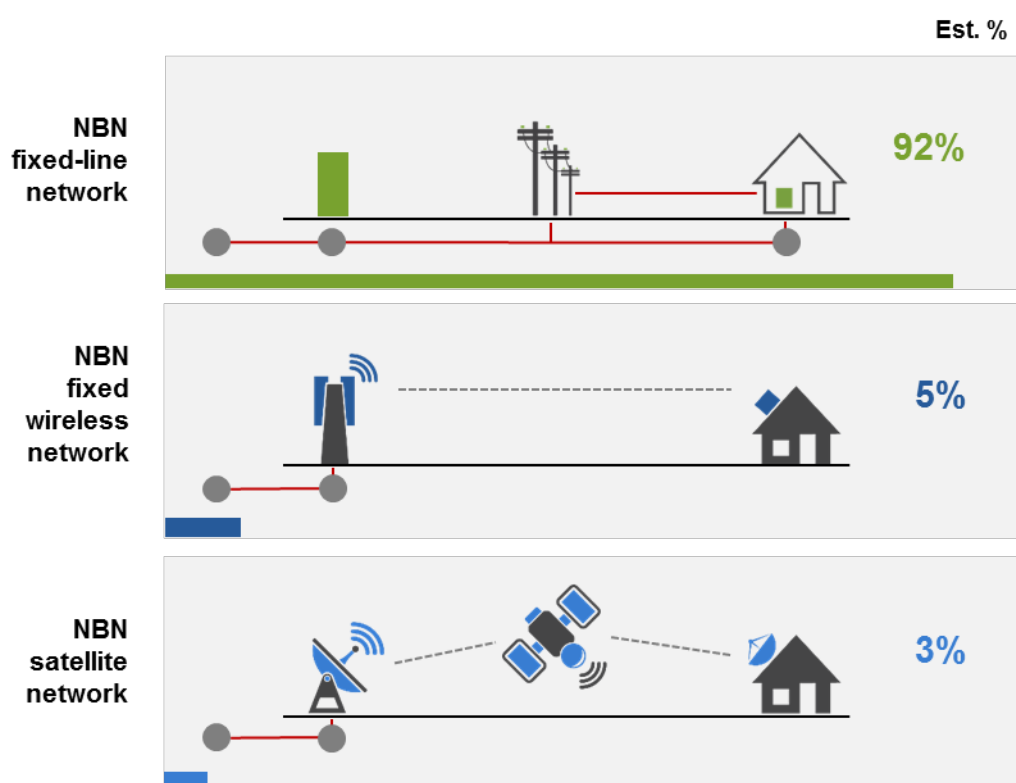 Est. %
NBN
fixed-line
network
92%
NBN
fixed
wireless
network
5%
NBN
satellite
network
3%